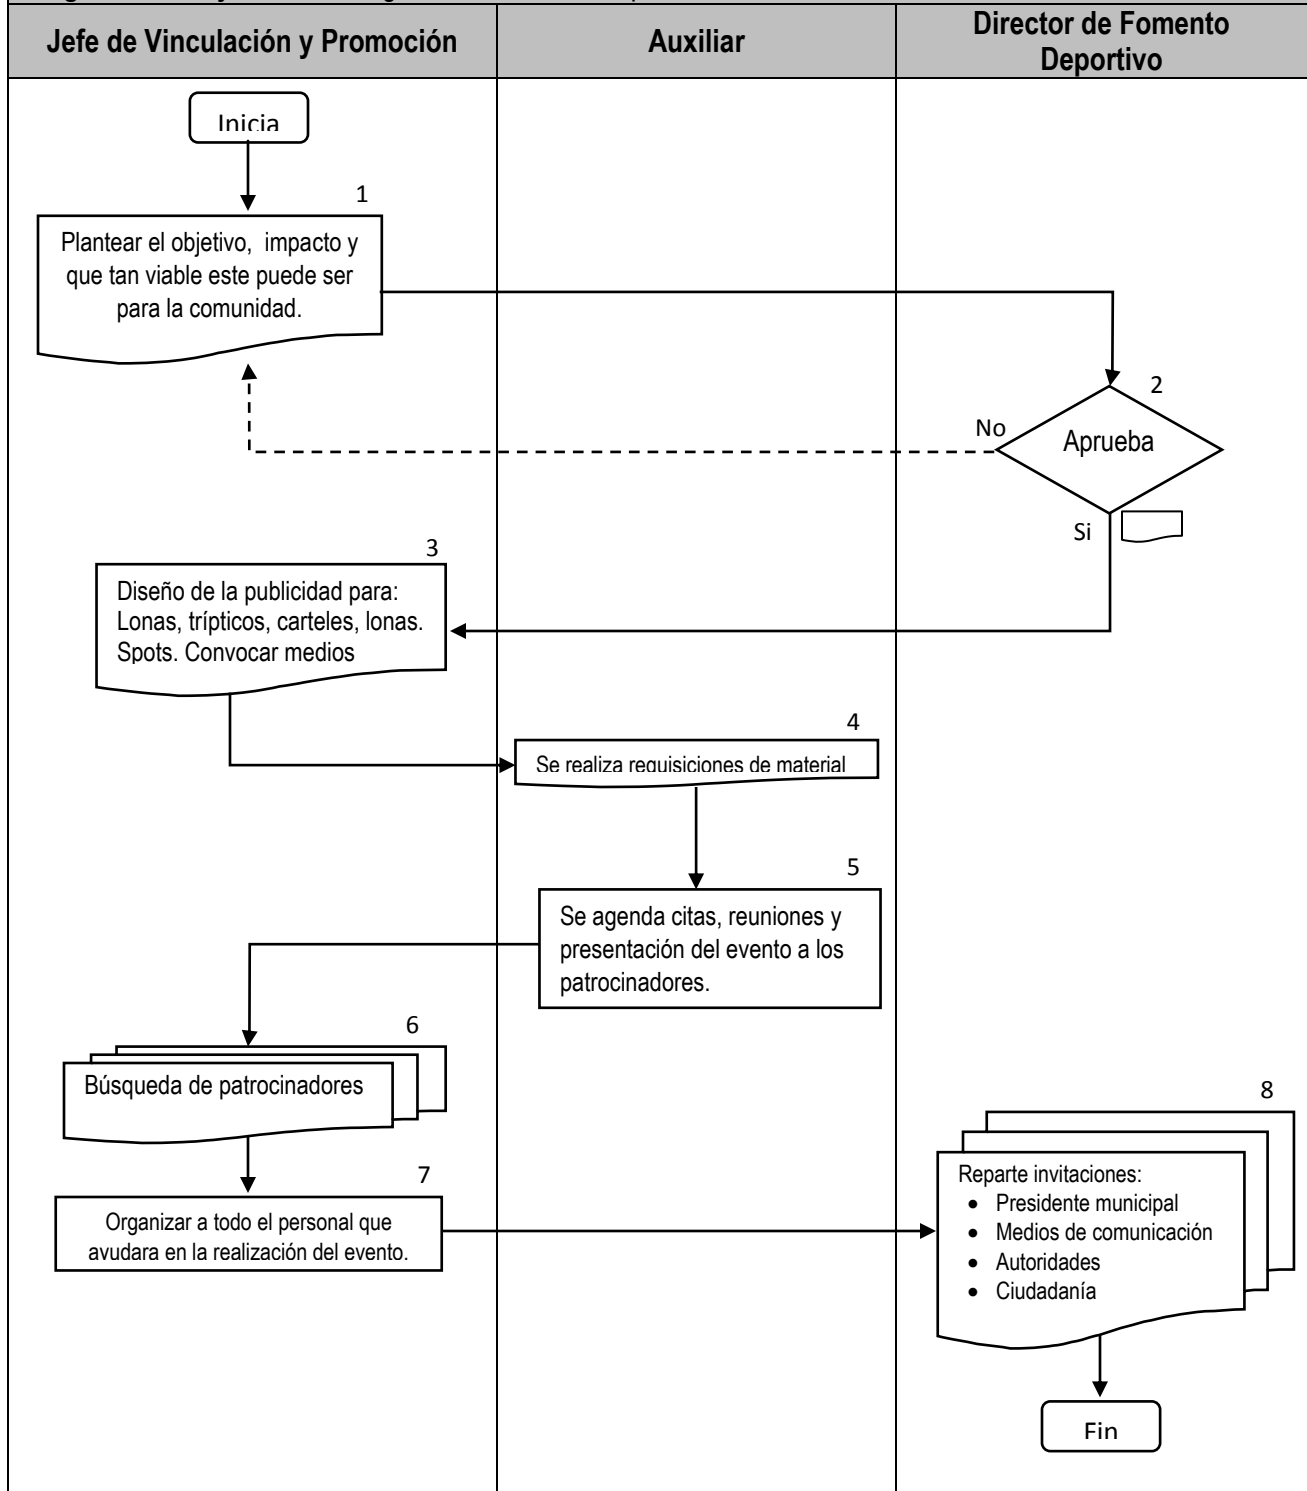 Jefe de Vinculación y Promoción
Auxiliar
Director de Fomento
Deportivo
Inicia
1
Plantear el objetivo, impacto y
que tan viable este puede ser
para la comunidad.
2
No
Aprueba
Si
3
Diseño de la publicidad para:
Lonas, trípticos, carteles, lonas.
Spots. Convocar medios
4
Se realiza requisiciones de material
5
Se agenda citas, reuniones y
presentación del evento a los
patrocinadores.
6
Búsqueda de patrocinadores
7
Organizar a todo el personal que
ayudara en la realización del evento.
8
Reparte invitaciones:
• Presidente municipal
• Medios de comunicación
• Autoridades
• Ciudadanía
Fin